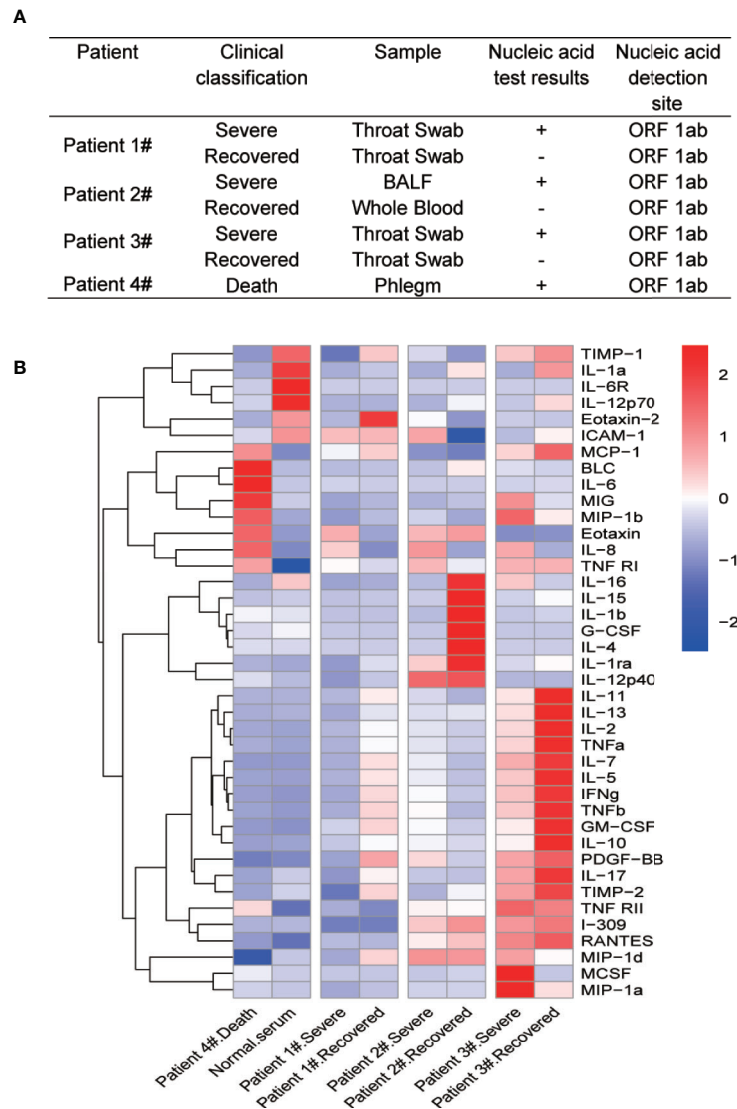 A
Patient Clinical classification Sample Nucleic acid test results Nucleic acid detection site
Patient 1# Severe Throat Swab + ORF 1ab
Recovered Throat Swab - ORF 1ab
Patient 2# Severe BALF + ORF 1ab
Recovered Whole Blood - ORF 1ab
Patient 3# Severe Throat Swab + ORF 1ab
Recovered Throat Swab - ORF 1ab
Patient 4# Death Phlegm + ORF 1ab
B
TIMP−1
IL−1a
IL−6R
IL−12p70
Eotaxin−2
ICAM−1
MCP−1
BLC
IL−6
MIG
MIP−1b
Eotaxin
IL−8
TNF RI
IL−16
IL−15
IL−1b
G−CSF
IL−4
IL−1ra
IL−12p40
IL−11
IL−13
IL−2
TNFa
IL−7
IL−5
IFNg
TNFb
GM−CSF
IL−10
PDGF−BB
IL−17
TIMP−2
TNF RII
I−309
RANTES
MIP−1d
MCSF
MIP−1a
2
1
0
−1
−2
Patient 4#.Death
Normal.serum
Patient 1#.Severe
Patient 1#.Recovered
Patient 2#.Severe
Patient 2#.Recovered
Patient 3#.Severe
Patient 3#.Recovered